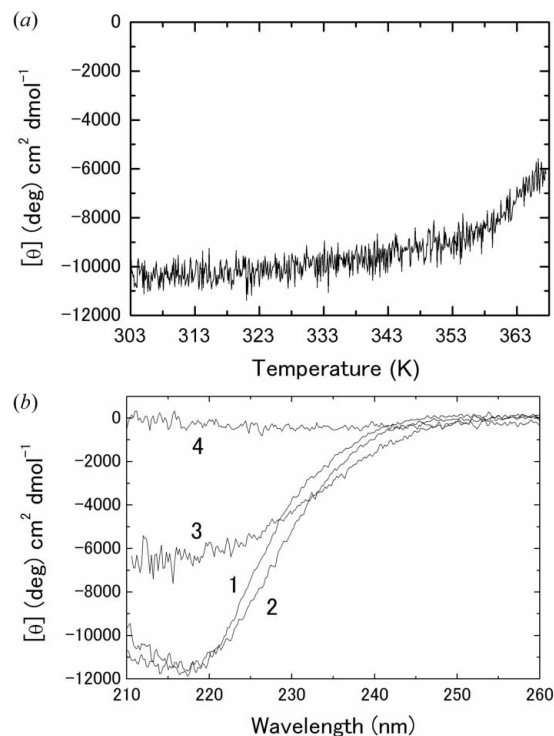 (a)
[θ] (deg) cm² dmol⁻¹
0
−2000
−4000
−6000
−8000
−10000
−12000
303 313 323 333 343 353 363
Temperature (K)
(b)
[θ] (deg) cm² dmol⁻¹
0
−2000
−4000
−6000
−8000
−10000
−12000
4
3
1
2
210 220 230 240 250 260
Wavelength (nm)